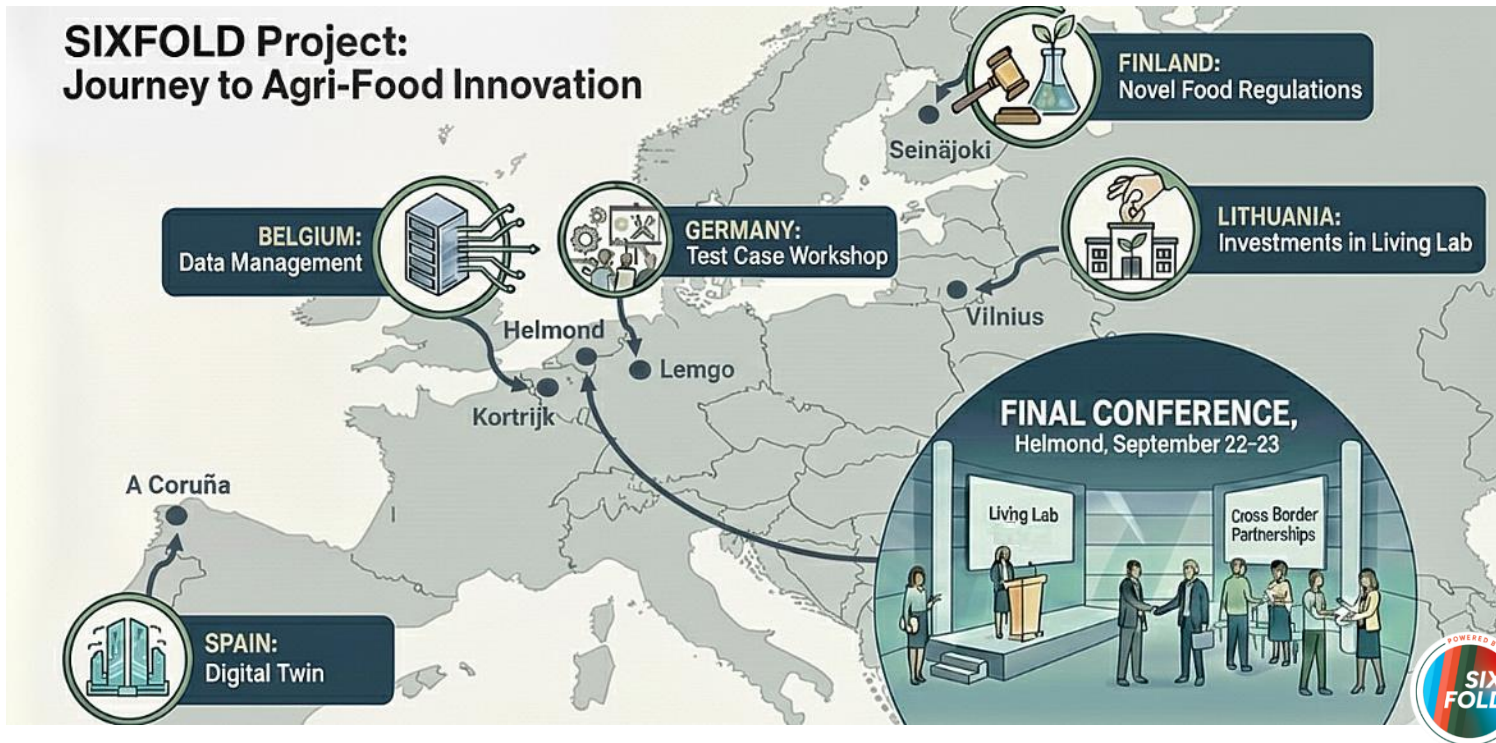 SIXFOLD Project:
Journey to Agri-Food Innovation
FINLAND:
Novel Food Regulations
Seinäjoki
BELGIUM:
Data Management
GERMANY:
Test Case Workshop
LITHUANIA:
Investments in Living Lab
Vilnius
Helmond
Lemgo
Kortrijk
A Coruña
FINAL CONFERENCE,
Helmond, September 22–23
Living Lab
Cross Border
Partnerships
SPAIN:
Digital Twin
POWERED
SIX
FOLD